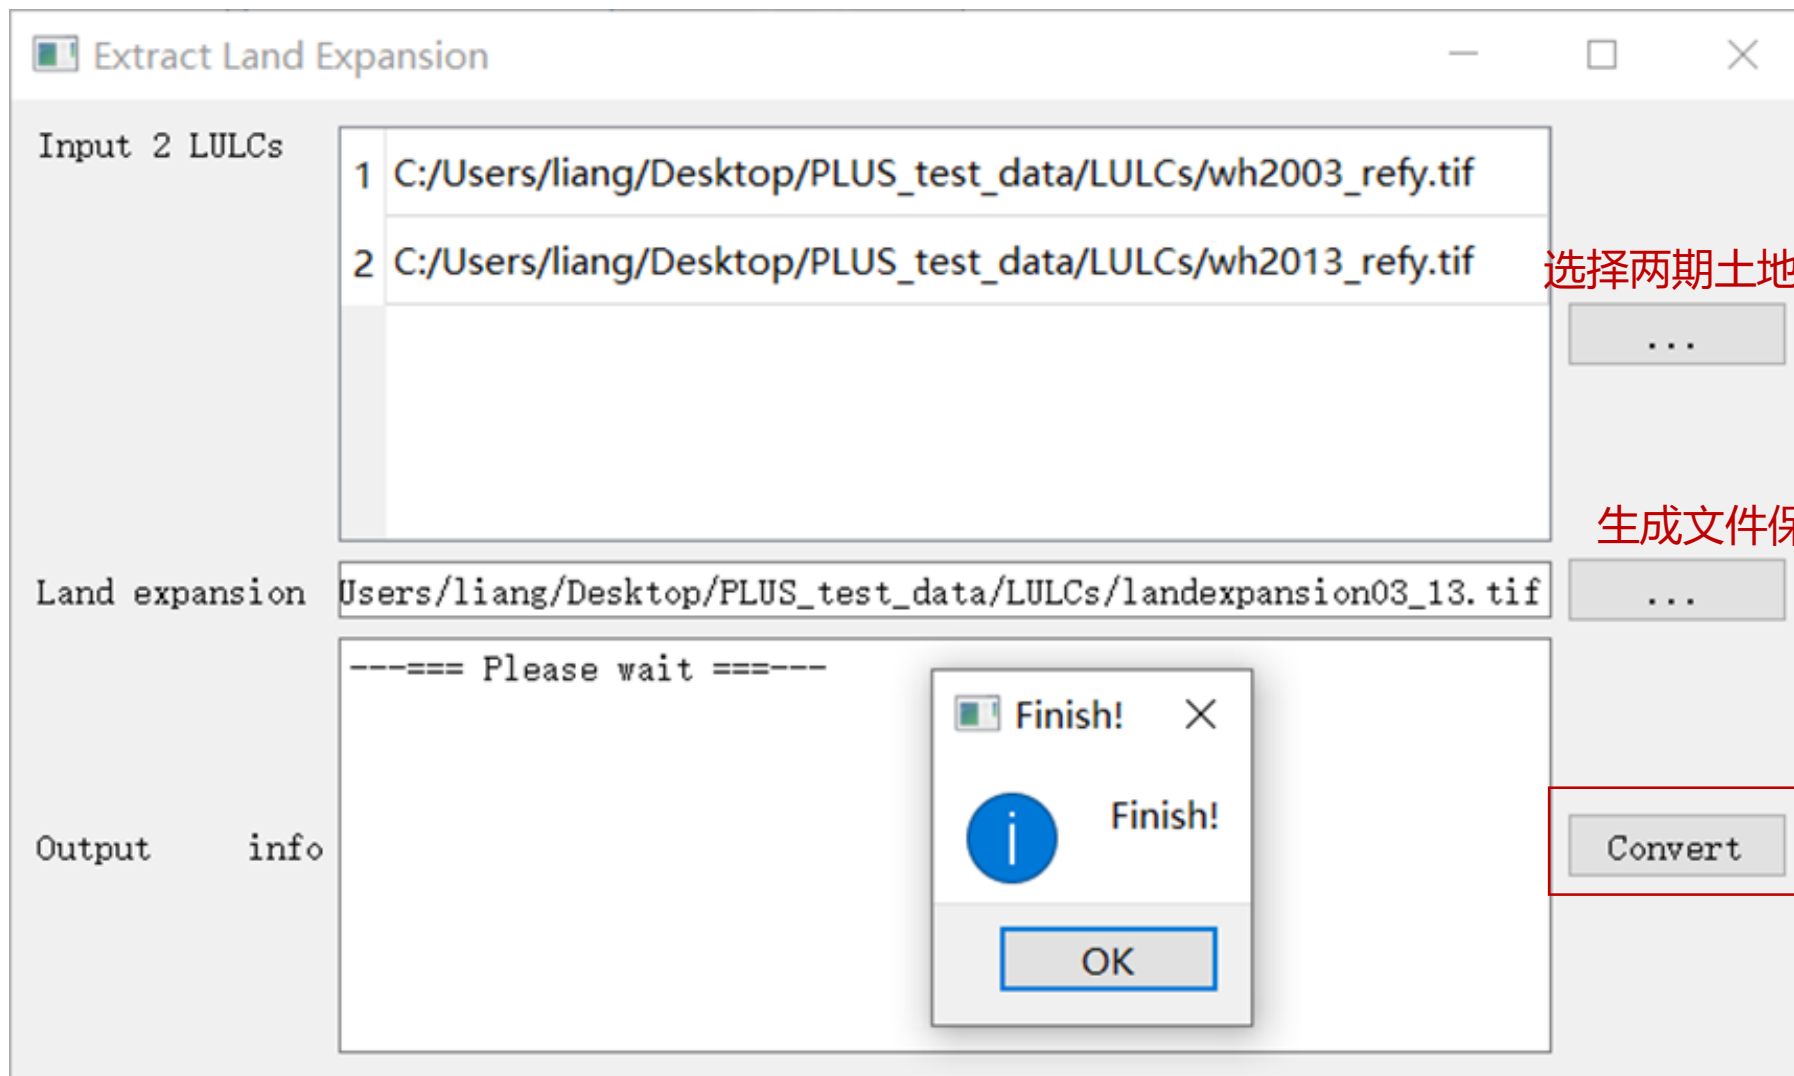 Extract Land Expansion
Input 2 LULCs
1 C:/Users/liang/Desktop/PLUS_test_data/LULCs/wh2003_refy.tif
2 C:/Users/liang/Desktop/PLUS_test_data/LULCs/wh2013_refy.tif
选择两期土地
...
生成文件保
Land expansion Users/liang/Desktop/PLUS_test_data/LULCs/landexpansion03_13.tif ...
---=== Please wait ===---
Finish!
Finish!
Output info
Convert
OK